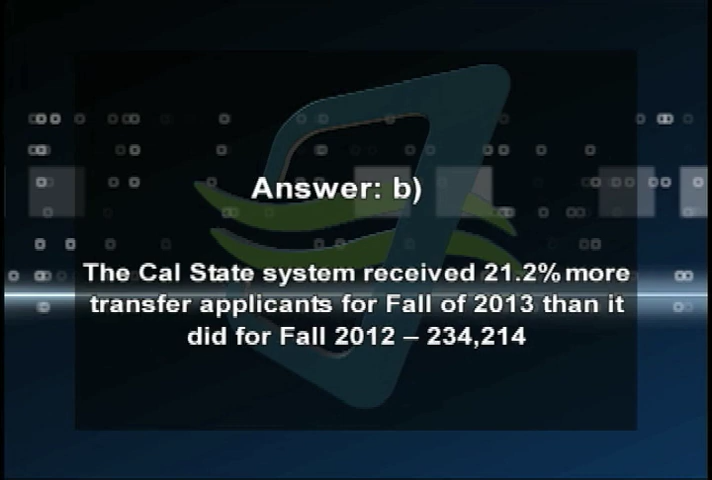 Answer: b)
The Cal State system received 21.2% more
transfer applicants for Fall of 2013 than it
did for Fall 2012 – 234,214